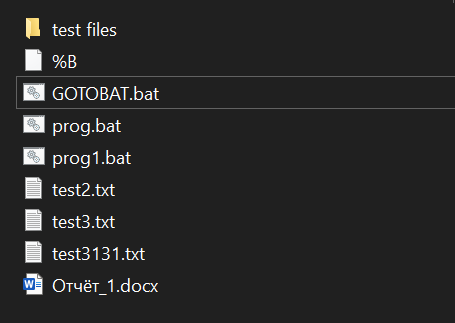 test files
%B
GOTOBAT.bat
prog.bat
prog1.bat
test2.txt
test3.txt
test3131.txt
Отчёт_1.docx